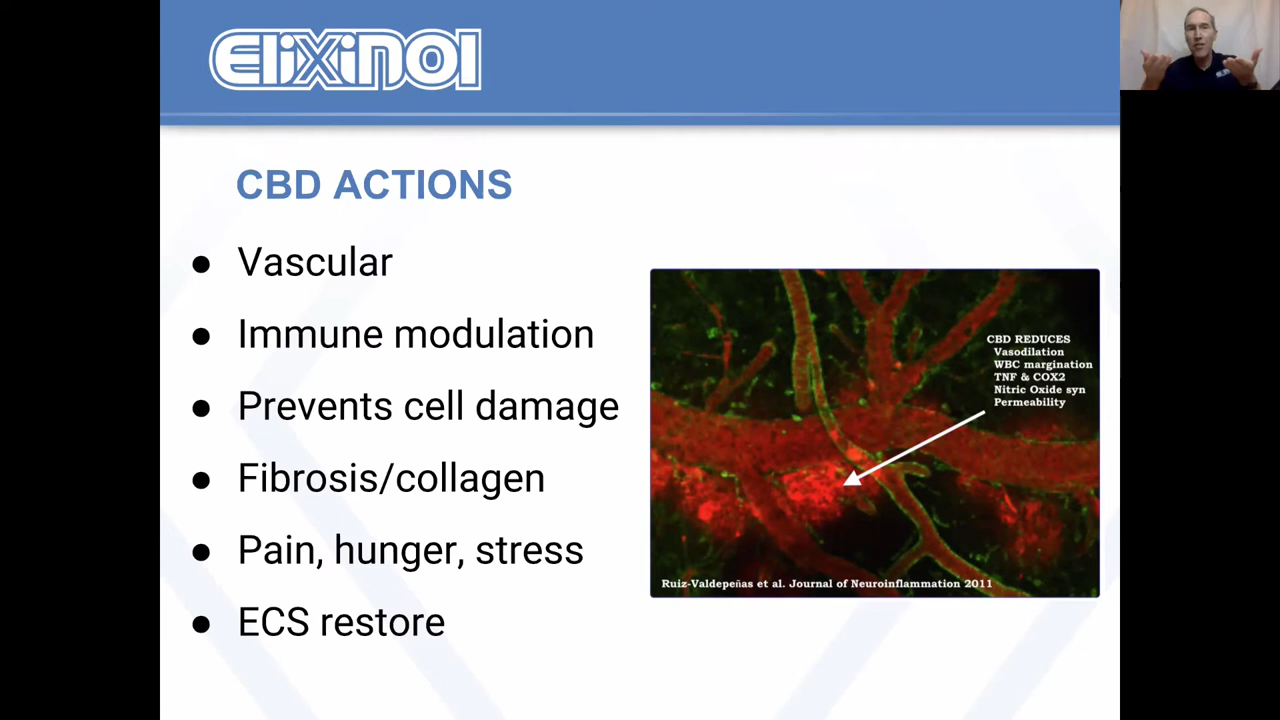 Elixinol
CBD ACTIONS
● Vascular
● Immune modulation
● Prevents cell damage
● Fibrosis/collagen
● Pain, hunger, stress
● ECS restore
CBD REDUCES
Vasodilation
WBC margination
TNF & COX2
Nitric Oxide syn
Permeability
Ruiz-Valdepeñas et al. Journal of Neuroinflammation 2011